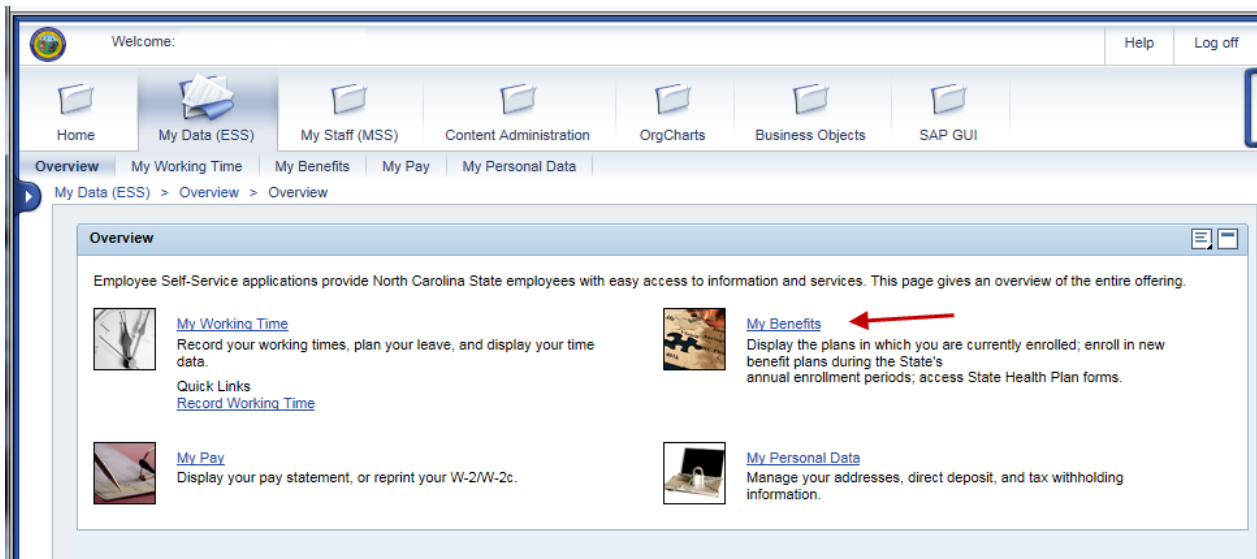 Welcome:
Help
Log off
Home
My Data (ESS)
My Staff (MSS)
Content Administration
OrgCharts
Business Objects
SAP GUI
Overview
My Working Time
My Benefits
My Pay
My Personal Data
My Data (ESS) > Overview > Overview
Overview
Employee Self-Service applications provide North Carolina State employees with easy access to information and services. This page gives an overview of the entire offering.
My Working Time
Record your working times, plan your leave, and display your time
data.
Quick Links
Record Working Time
My Benefits
Display the plans in which you are currently enrolled; enroll in new
benefit plans during the State's
annual enrollment periods; access State Health Plan forms.
My Pay
Display your pay statement, or reprint your W-2/W-2c.
My Personal Data
Manage your addresses, direct deposit, and tax withholding
information.